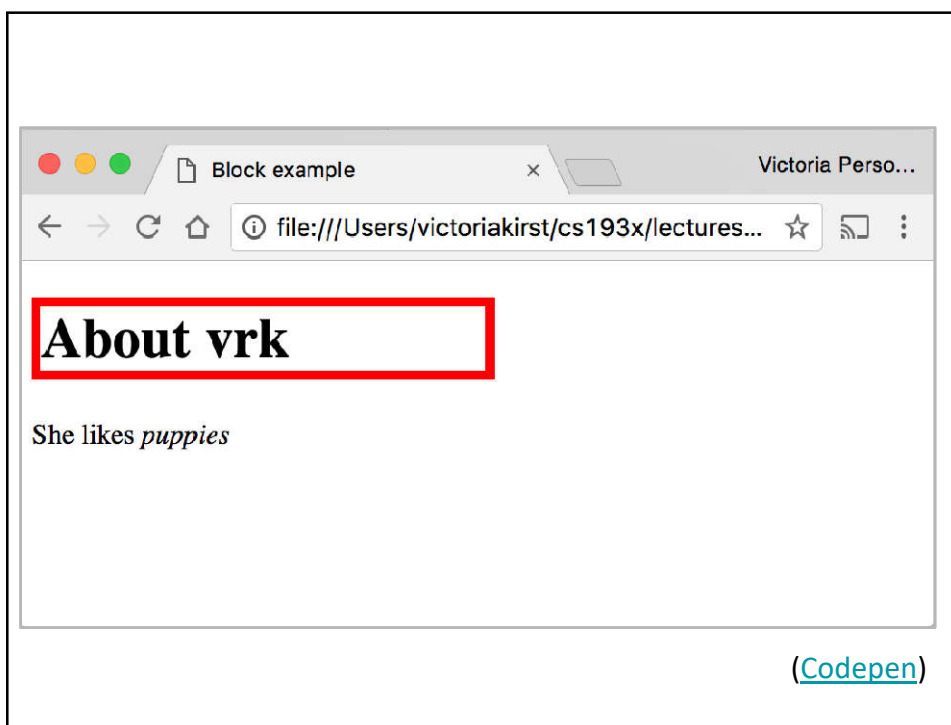 Block example
Victoria Perso...
file:///Users/victoriakirst/cs193x/lectures...
About vrk
She likes puppies
(Codepen)